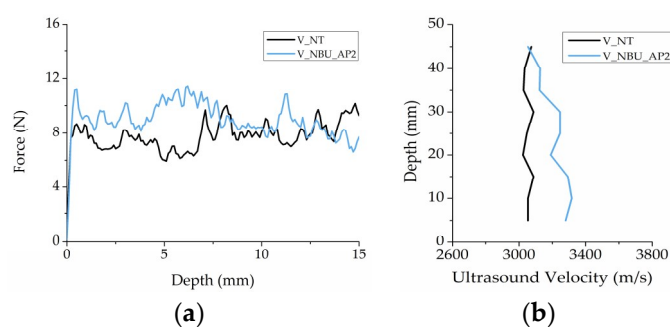 16
12
8
4
0
0
5
10
15
Force (N)
Depth (mm)
V_NT
V_NBU_AP2
(a)
50
40
30
20
10
0
2600
3000
3400
3800
Depth (mm)
Ultrasound Velocity (m/s)
V_NT
V_NBU_AP2
(b)